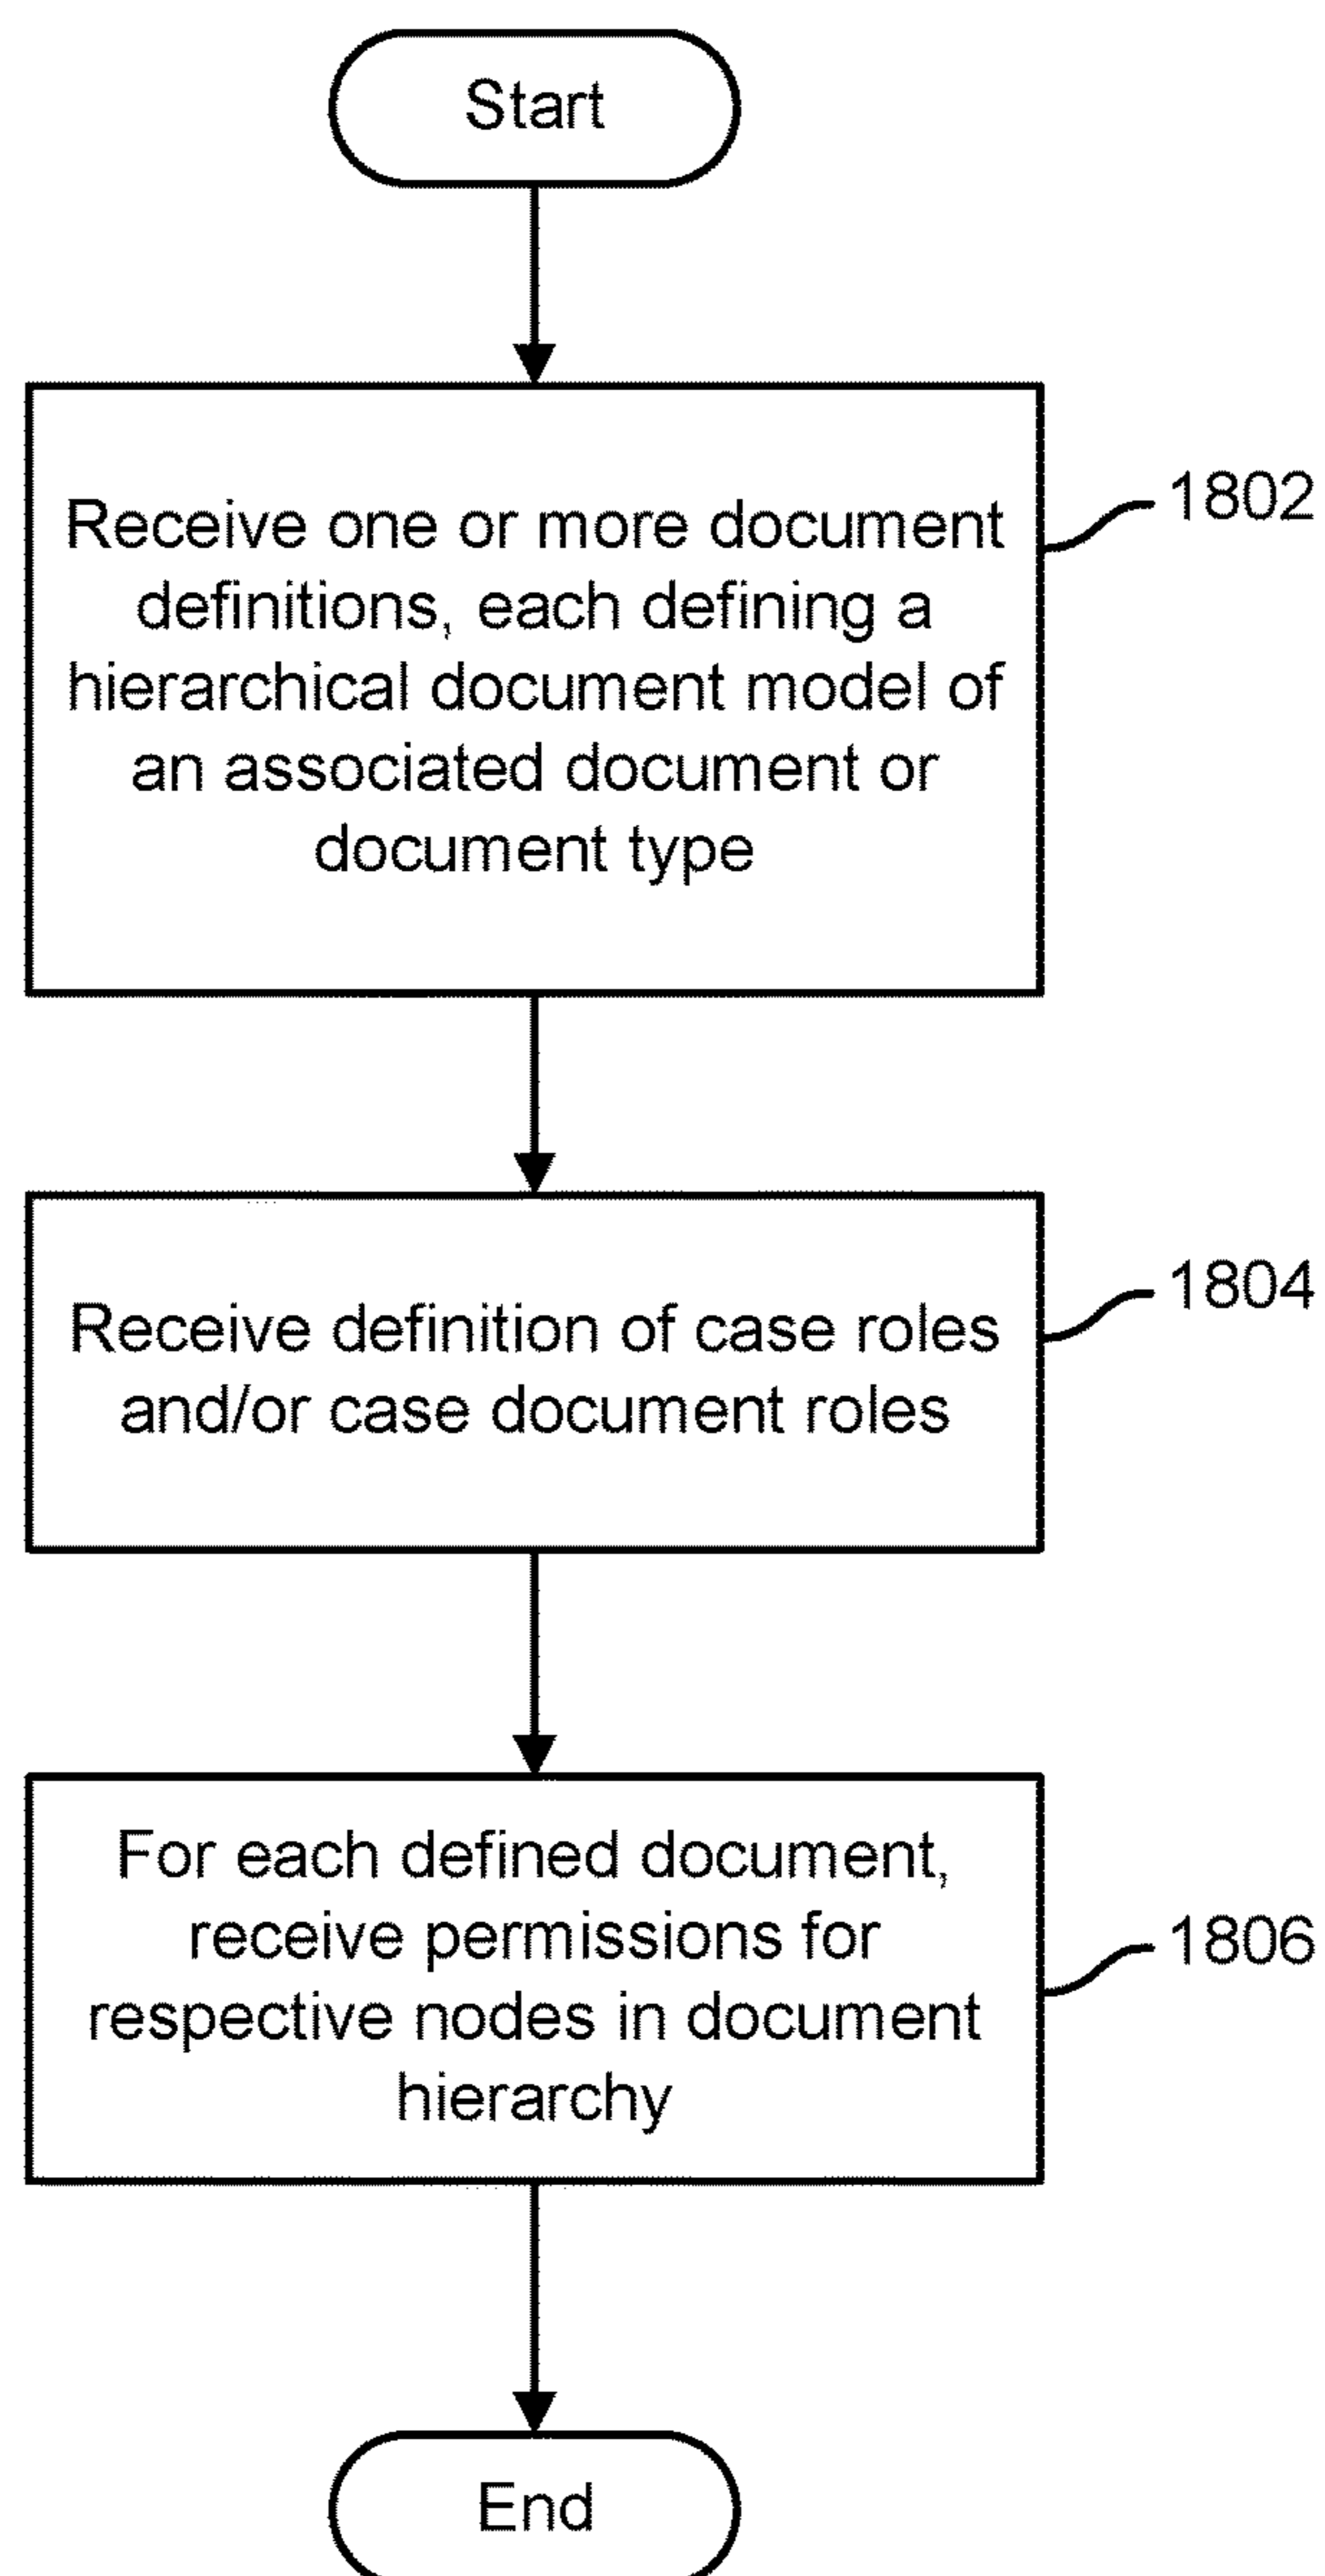 Start
Receive one or more document
definitions, each defining a
hierarchical document model of
an associated document or
document type
1802
Receive definition of case roles
and/or case document roles
1804
For each defined document,
receive permissions for
respective nodes in document
hierarchy
1806
End